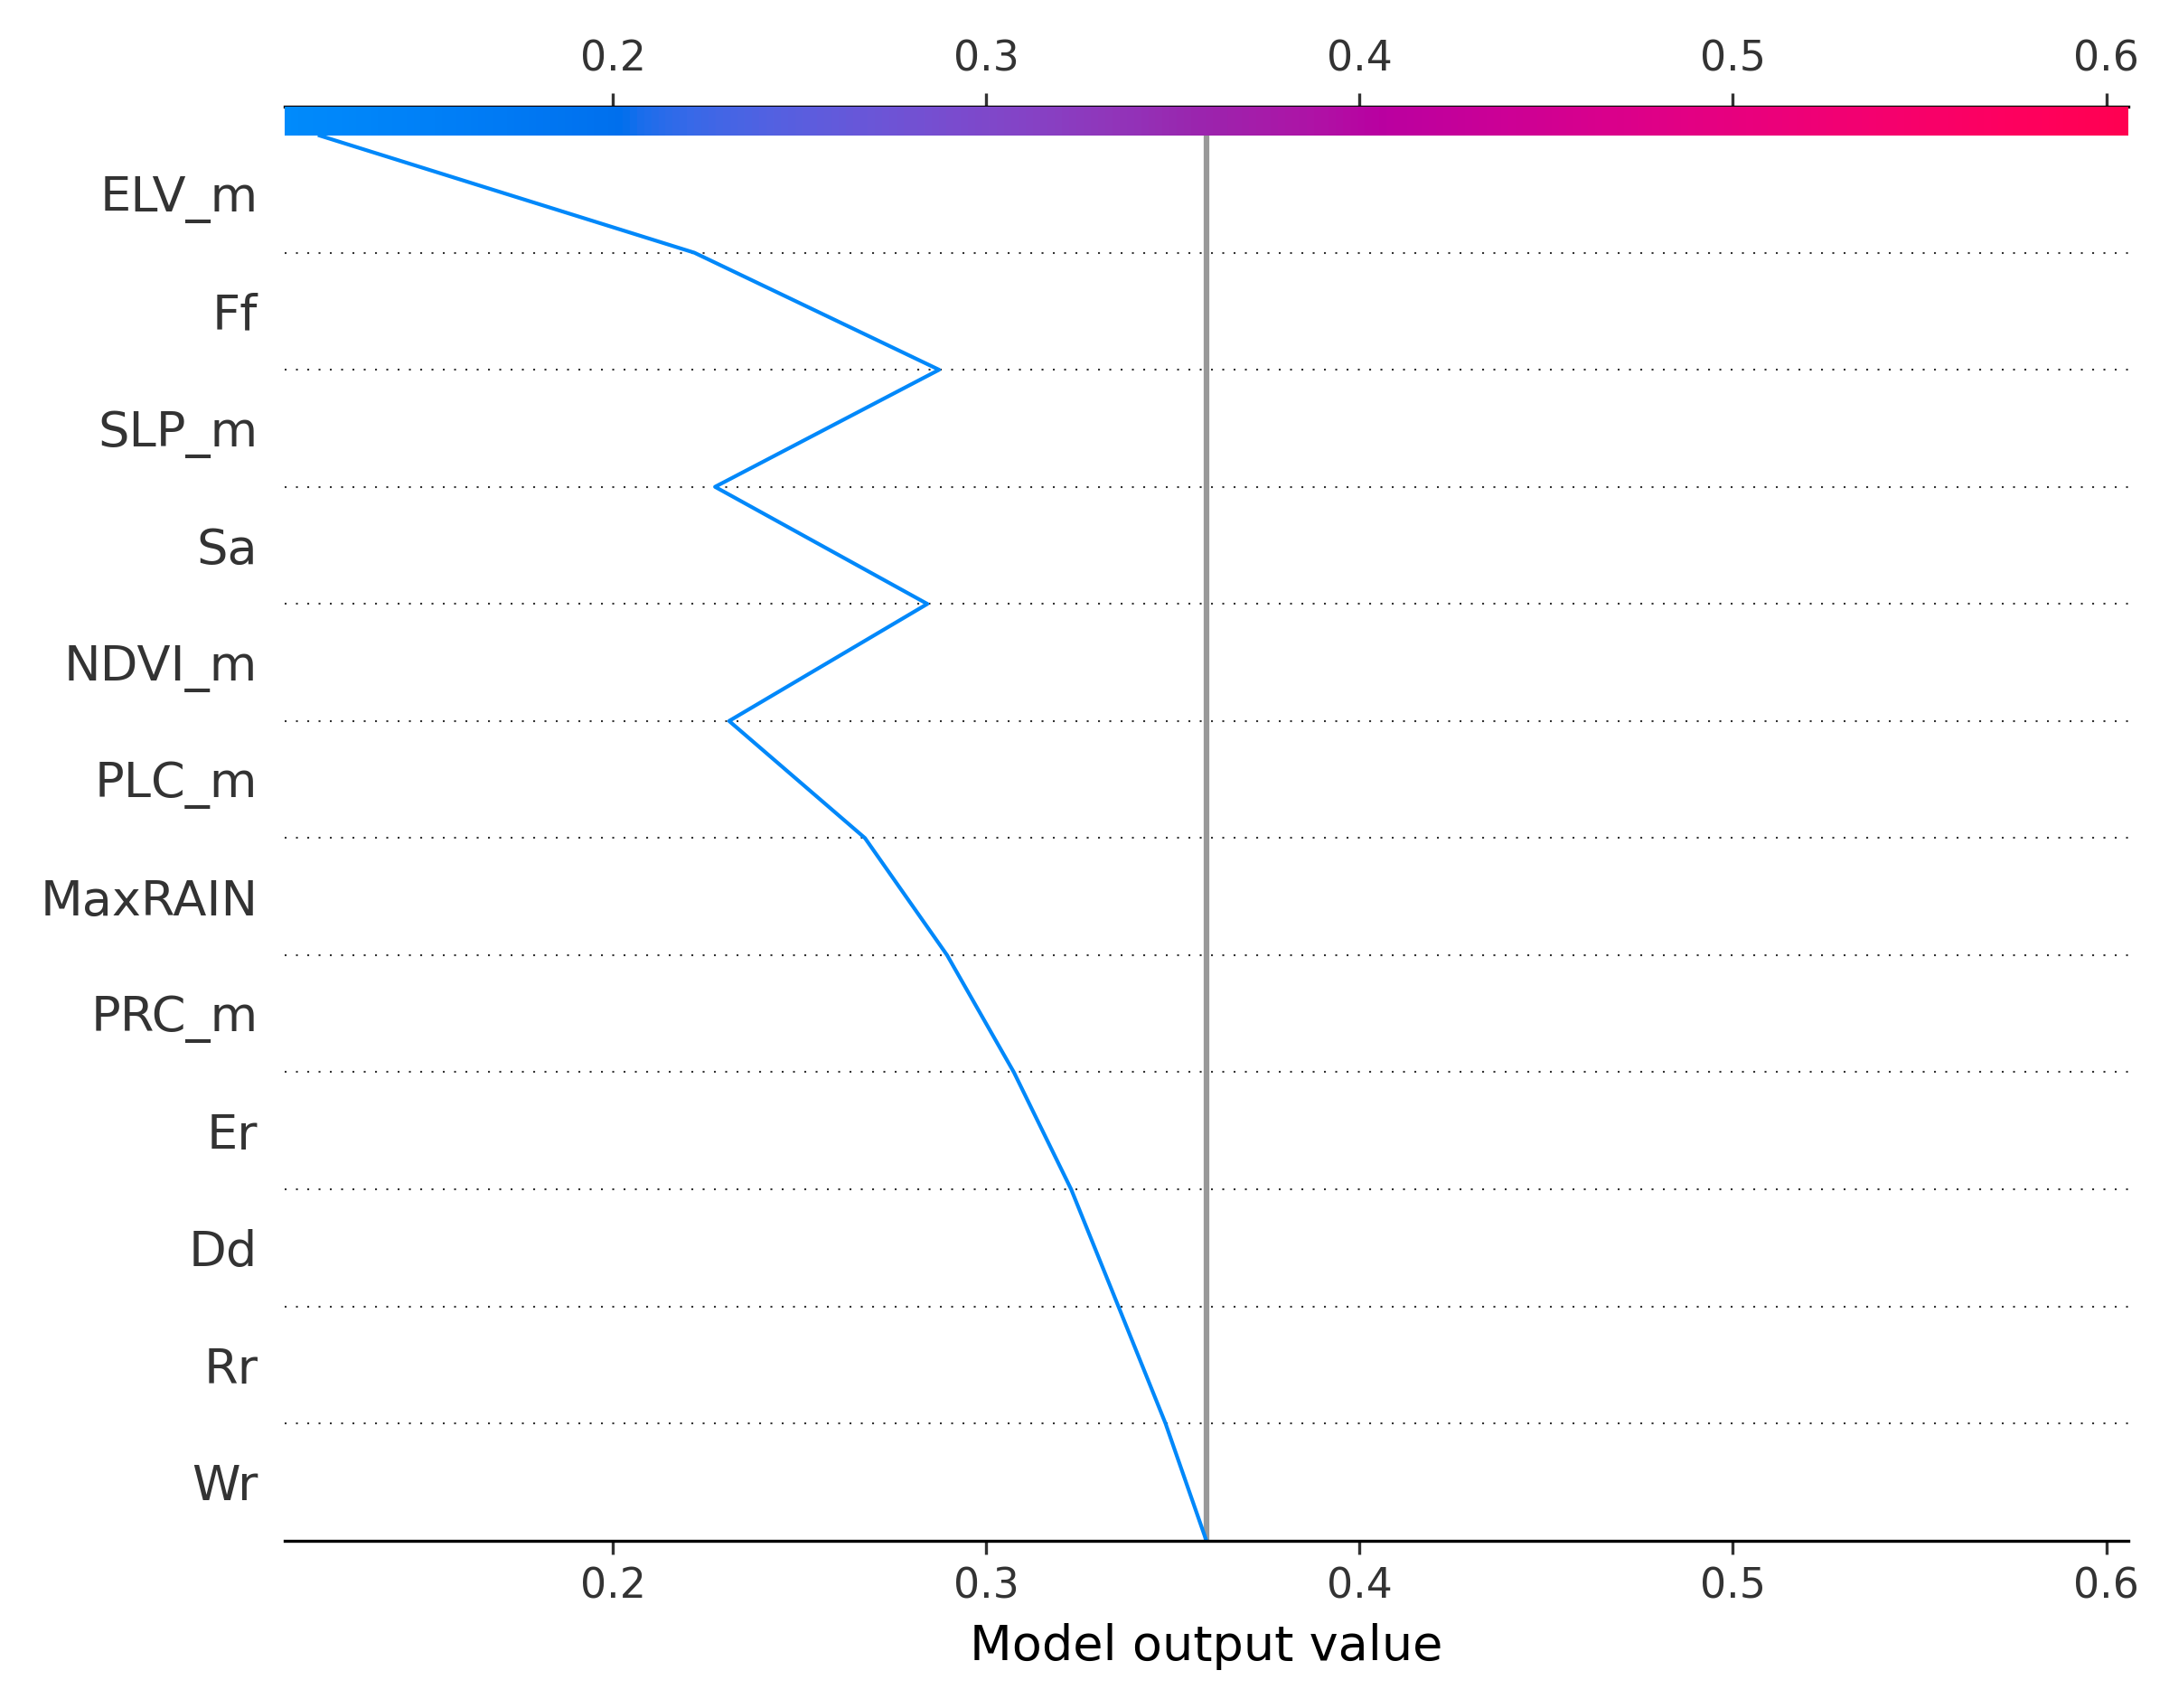 0.2 0.3 0.4 0.5 0.6
ELV_m
Ff
SLP_m
Sa
NDVI_m
PLC_m
MaxRAIN
PRC_m
Er
Dd
Rr
Wr
0.2 0.3 0.4 0.5 0.6
Model output value